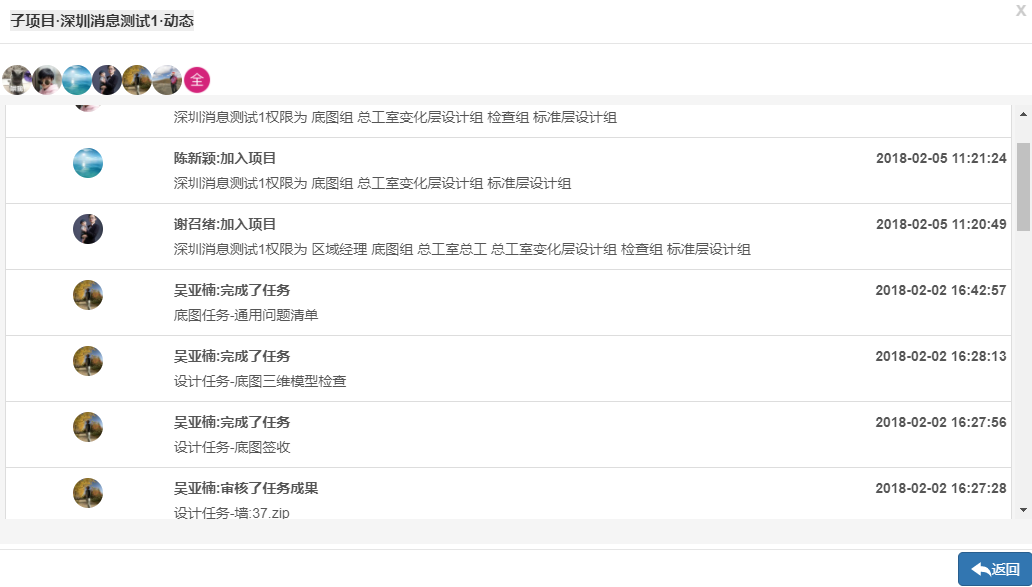 子项目·深圳消息测试1·动态
x
全
深圳消息测试1权限为 底图组 总工室变化层设计组 检查组 标准层设计组
陈新颖:加入项目 2018-02-05 11:21:24
深圳消息测试1权限为 底图组 总工室变化层设计组 标准层设计组
谢召绪:加入项目 2018-02-05 11:20:49
深圳消息测试1权限为 区域经理 底图组 总工室总工 总工室变化层设计组 检查组 标准层设计组
吴亚楠:完成了任务 2018-02-02 16:42:57
底图任务-通用问题清单
吴亚楠:完成了任务 2018-02-02 16:28:13
设计任务-底图三维模型检查
吴亚楠:完成了任务 2018-02-02 16:27:56
设计任务-底图签收
吴亚楠:审核了任务成果 2018-02-02 16:27:28
设计任务-墙:37.zip
返回